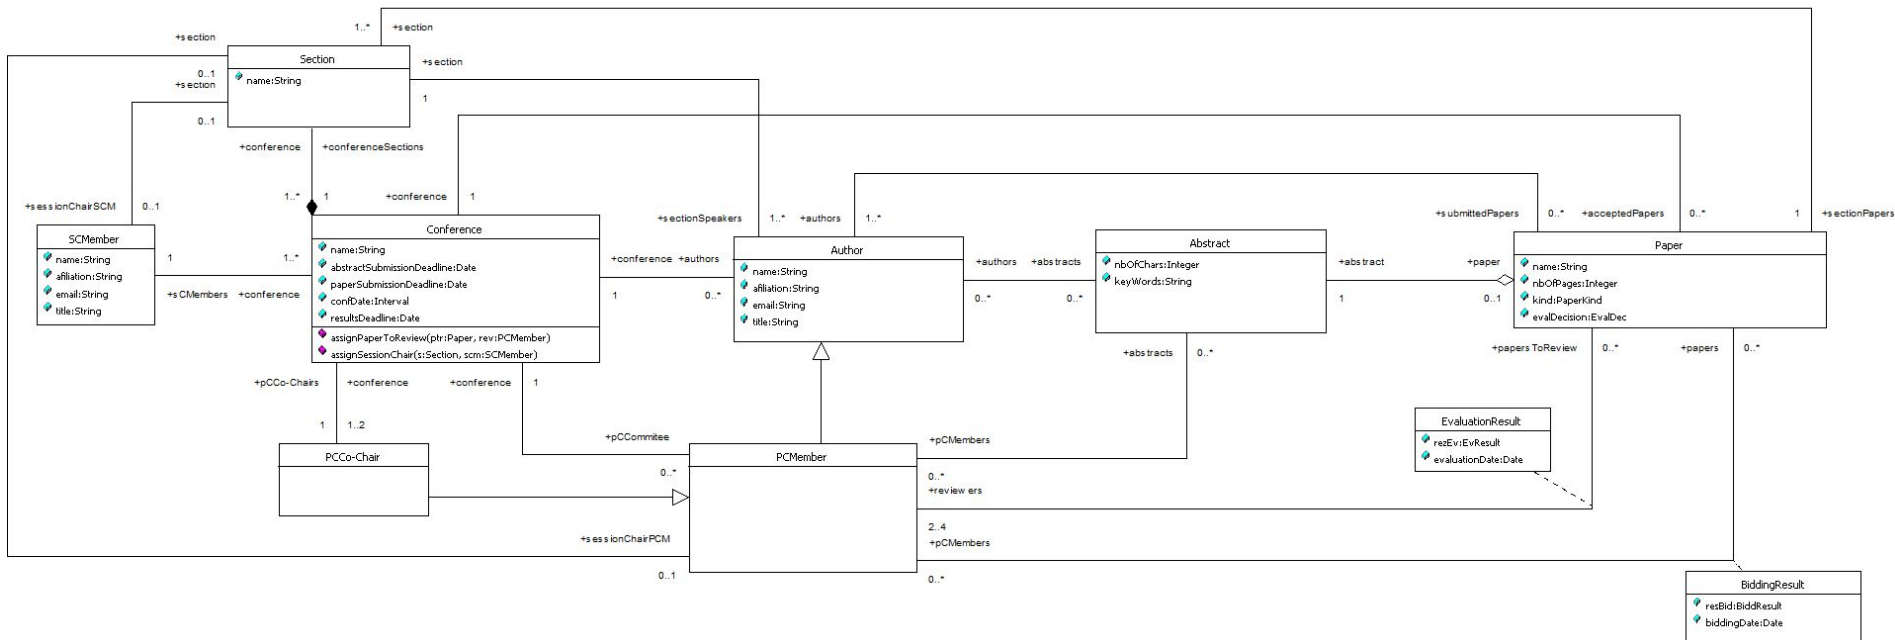 1..* +section
+section
Section
+section
0..1
name:String
+section
1
0..1
+conference +conferenceSections
1..* 1
+conference 1
+sessionChairSCM 0..1
+sectionSpeakers 1..* +authors 1..*
+submittedPapers 0..* +acceptedPapers 0..* 1 +sectionPapers
SCMember
name:String
afiliation:String
email:String
title:String
1 1..*
+sCMembers +conference
Conference
name:String
abstractSubmissionDeadline:Date
paperSubmissionDeadline:Date
confDate:Interval
resultsDeadline:Date
assignPaperToReview(ptr:Paper, rev:PCMember)
assignSessionChair(s:Section, scm:SCMember)
+conference +authors
1 0..*
Author
name:String
afiliation:String
email:String
title:String
+authors +abstracts
0..* 0..*
Abstract
nbOfChars:Integer
keyWords:String
+abstract +paper
1 0..1
Paper
name:String
nbOfPages:Integer
kind:PaperKind
evalDecision:EvalDec
+abstracts 0..*
+papersToReview 0..* +papers 0..*
+pCCo-Chairs +conference +conference 1
1 1..2
PCCo-Chair
+pCCommitee
0..*
PCMember
+pCMembers
0..*
+reviewers
2..4
+pCMembers
0..*
+sessionChairPCM
0..1
EvaluationResult
rezEv:EvResult
evaluationDate:Date
BiddingResult
resBid:BiddResult
biddingDate:Date